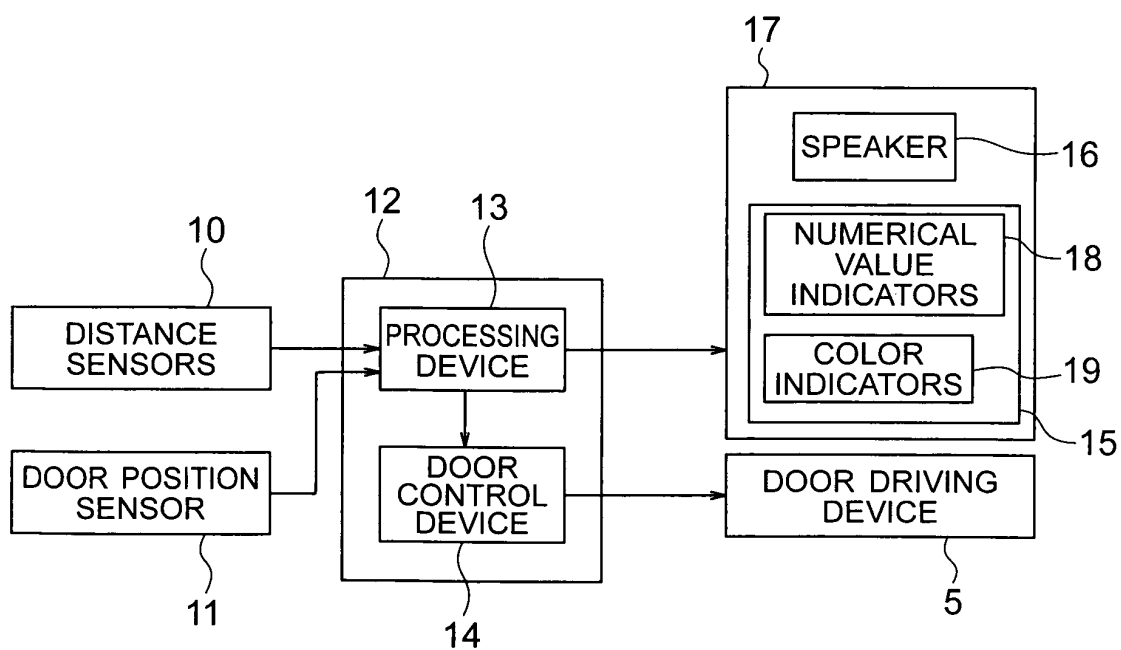 17
SPEAKER
16
12
13
10
NUMERICAL
VALUE
INDICATORS
18
DISTANCE
SENSORS
PROCESSING
DEVICE
COLOR
INDICATORS
19
15
DOOR POSITION
SENSOR
DOOR
CONTROL
DEVICE
DOOR DRIVING
DEVICE
11
14
5